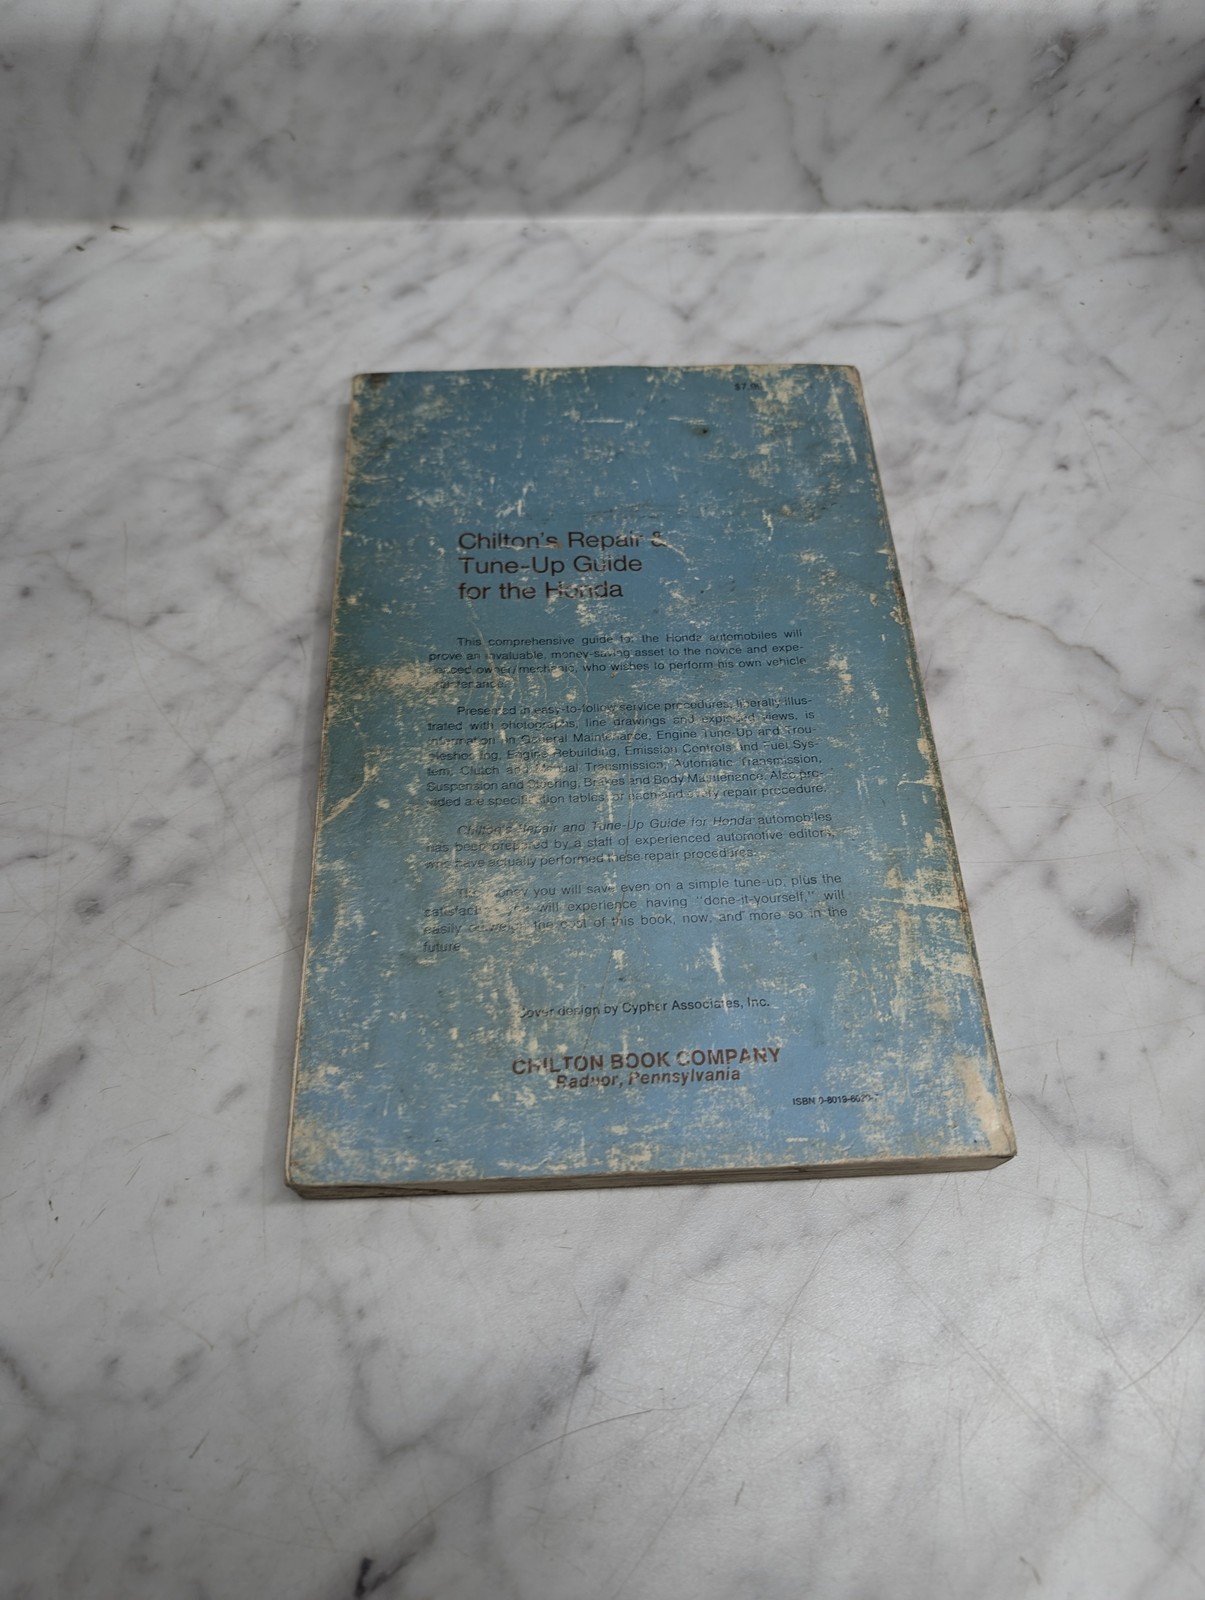 Chilton's Repair &
Tune-Up Guide
for the Honda
This comprehensive guide for the Honda automobiles will
prove an invaluable, money-saving asset to the novice and expe-
rienced owner/mechanic, who wishes to perform his own vehicle
maintenance.
Presented in easy-to-follow service procedures, liberally illus-
trated with photographs, line drawings and exploded views, is
information on General Maintenance, Engine Tune-Up and Trou-
bleshooting, Engine Rebuilding, Emission Controls and Fuel Sys-
tem, Clutch and Manual Transmission, Automatic Transmission,
Suspension and Steering, Brakes and Body Maintenance. Also pro-
vided are specification tables for each and every repair procedure.
Chilton's Repair and Tune-Up Guide for Honda automobiles
has been prepared by a staff of experienced automotive editors,
who have actually performed these repair procedures.
The money you will save even on a simple tune-up, plus the
satisfaction you will experience having "done-it-yourself," will
easily outweigh the cost of this book, now, and more so in the
future.
Cover design by Cypher Associates, Inc.
CHILTON BOOK COMPANY
Radnor, Pennsylvania
ISBN